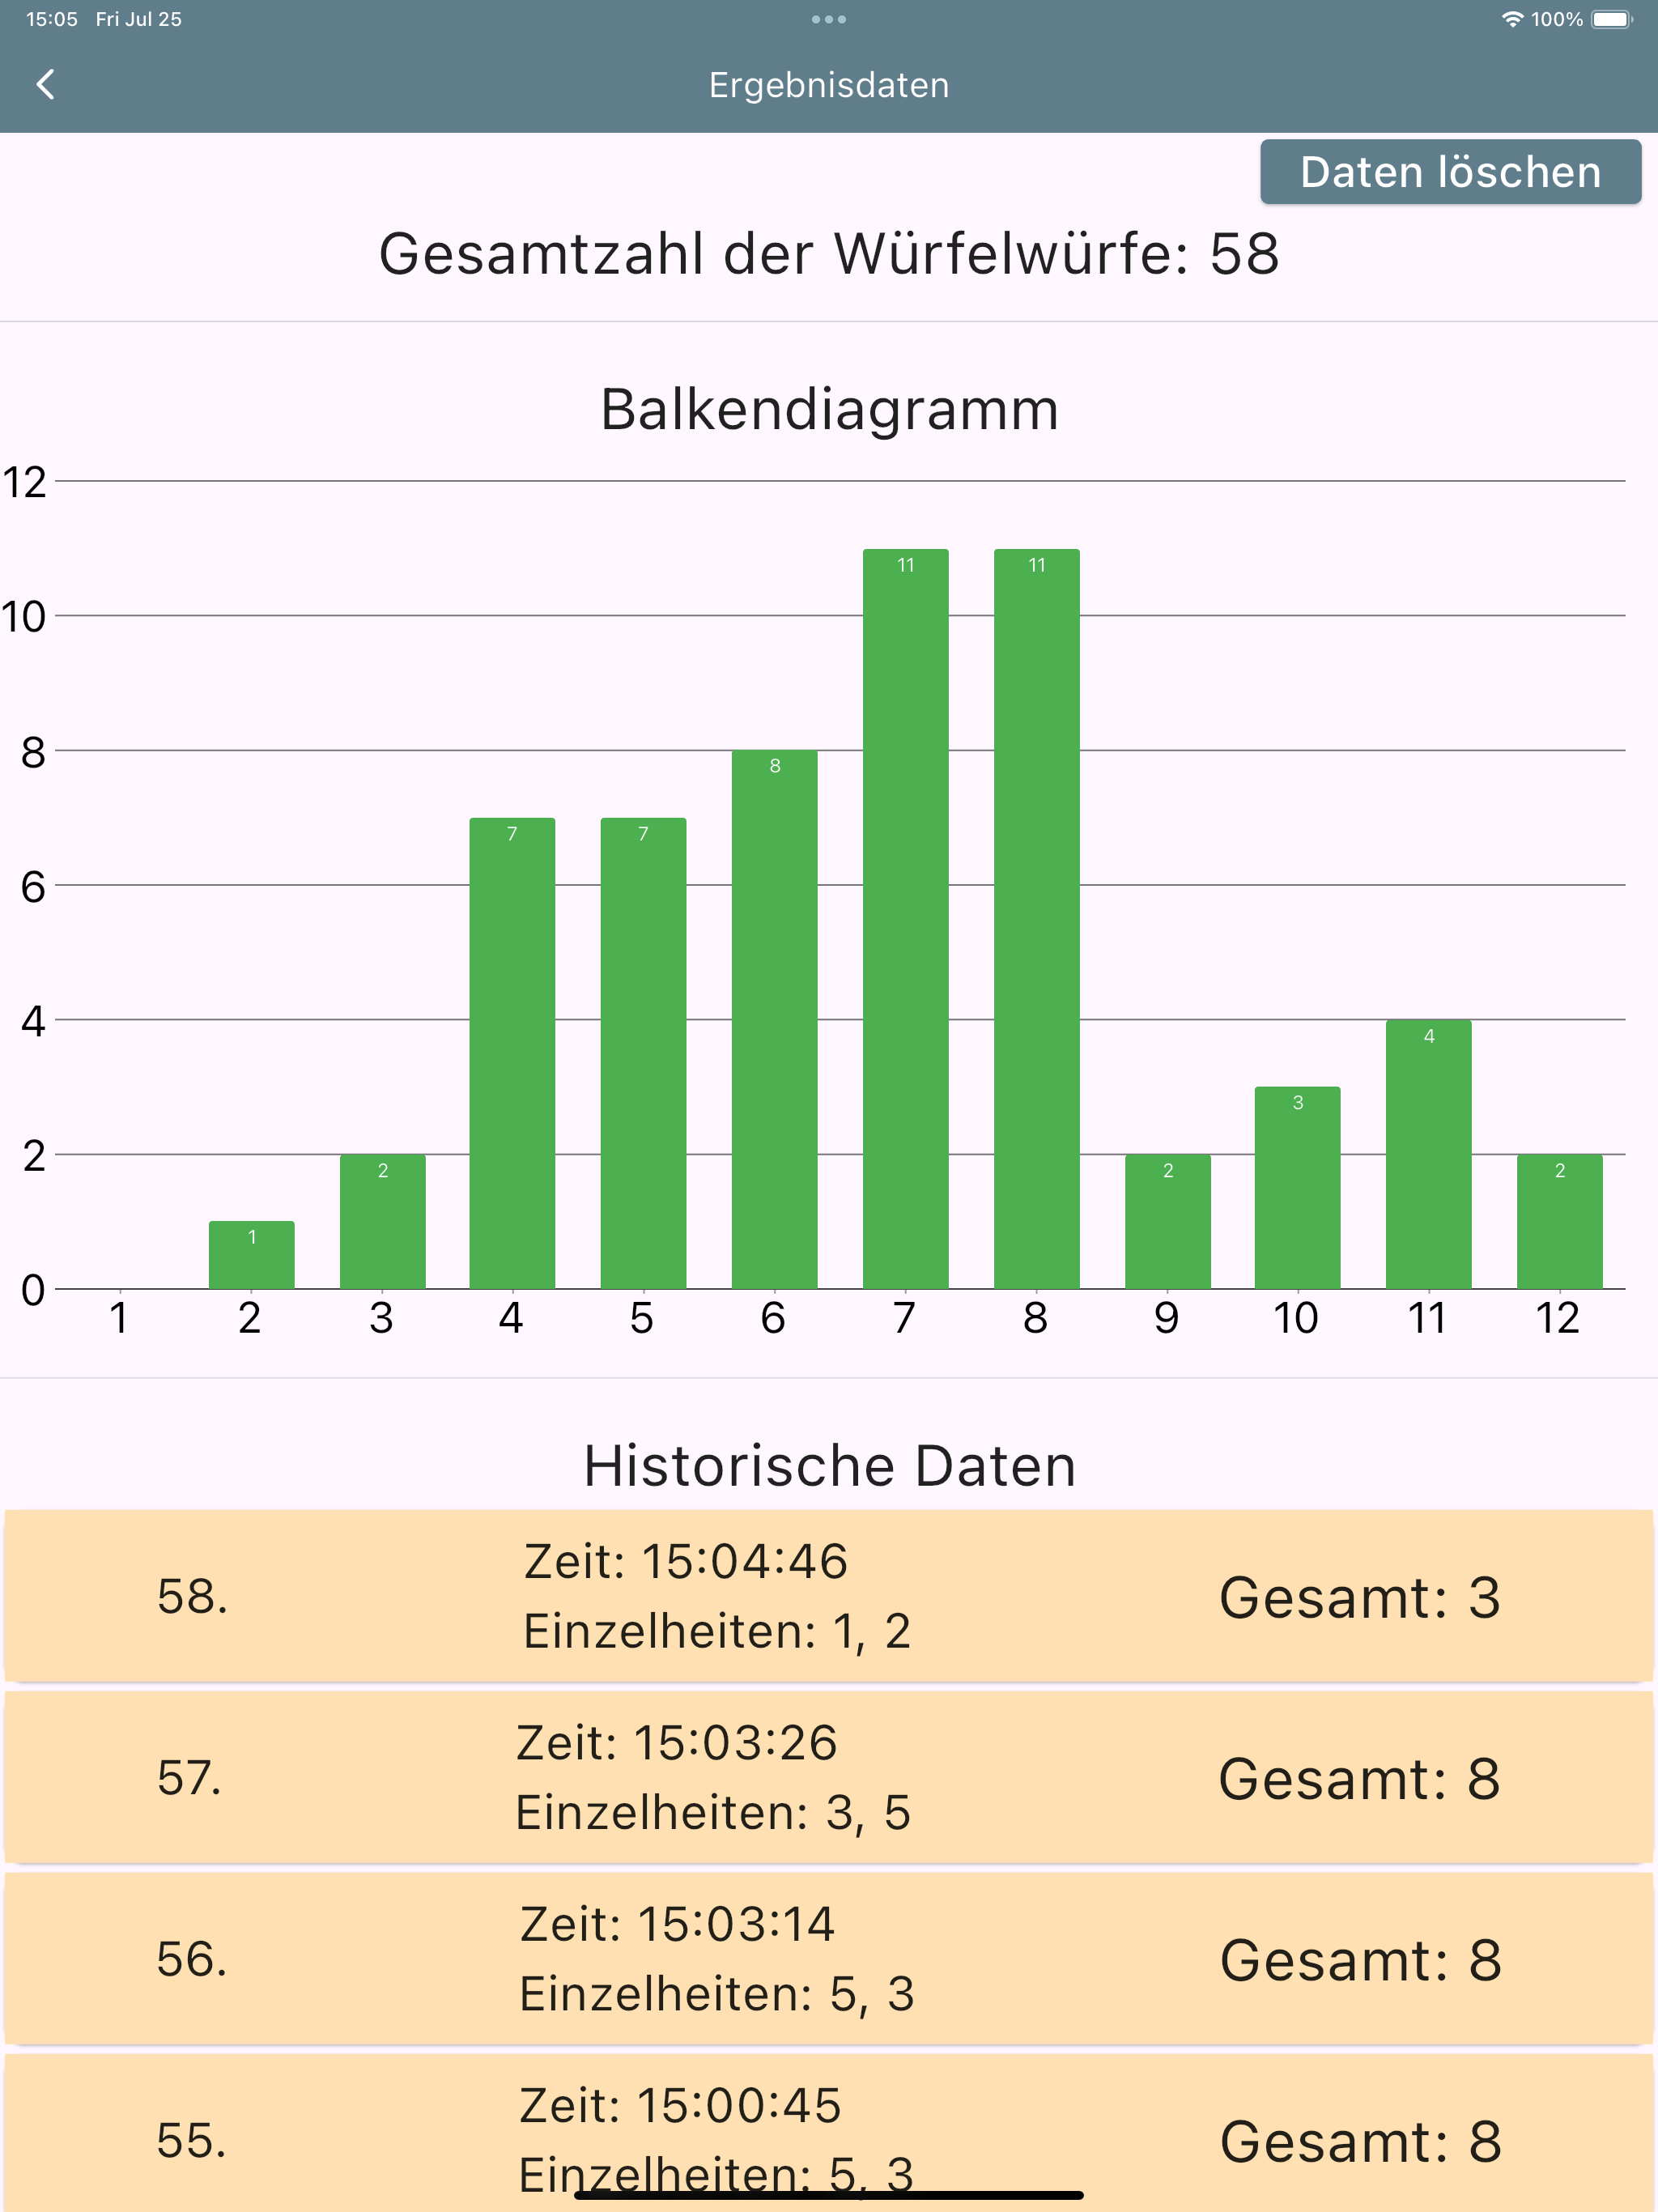 15:05 Fri Jul 25 100%
Ergebnisdaten
Daten löschen
Gesamtzahl der Würfelwürfe: 58
Balkendiagramm
12
10
8
6
4
2
0
1 2 7 7 8 11 11 2 3 4 2
1 2 3 4 5 6 7 8 9 10 11 12
Historische Daten
58.
Zeit: 15:04:46
Einzelheiten: 1, 2
Gesamt: 3
57.
Zeit: 15:03:26
Einzelheiten: 3, 5
Gesamt: 8
56.
Zeit: 15:03:14
Einzelheiten: 5, 3
Gesamt: 8
55.
Zeit: 15:00:45
Einzelheiten: 5, 3
Gesamt: 8